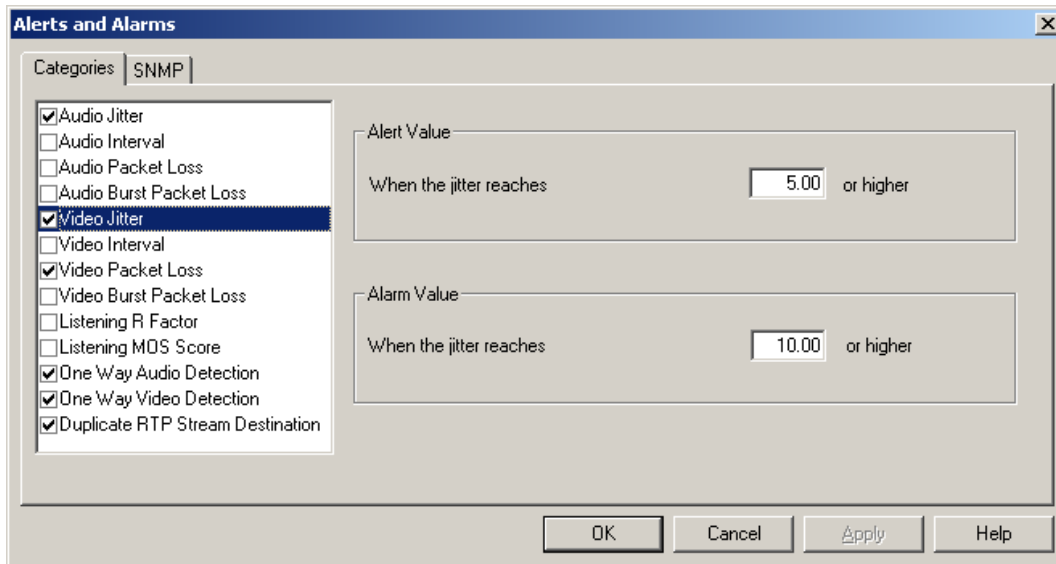 Alerts and Alarms
Categories
SNMP
Audio Jitter
Audio Interval
Audio Packet Loss
Audio Burst Packet Loss
Video Jitter
Video Interval
Video Packet Loss
Video Burst Packet Loss
Listening R Factor
Listening MOS Score
One Way Audio Detection
One Way Video Detection
Duplicate RTP Stream Destination
Alert Value
When the jitter reaches 5.00 or higher
Alarm Value
When the jitter reaches 10.00 or higher
OK Cancel Apply Help